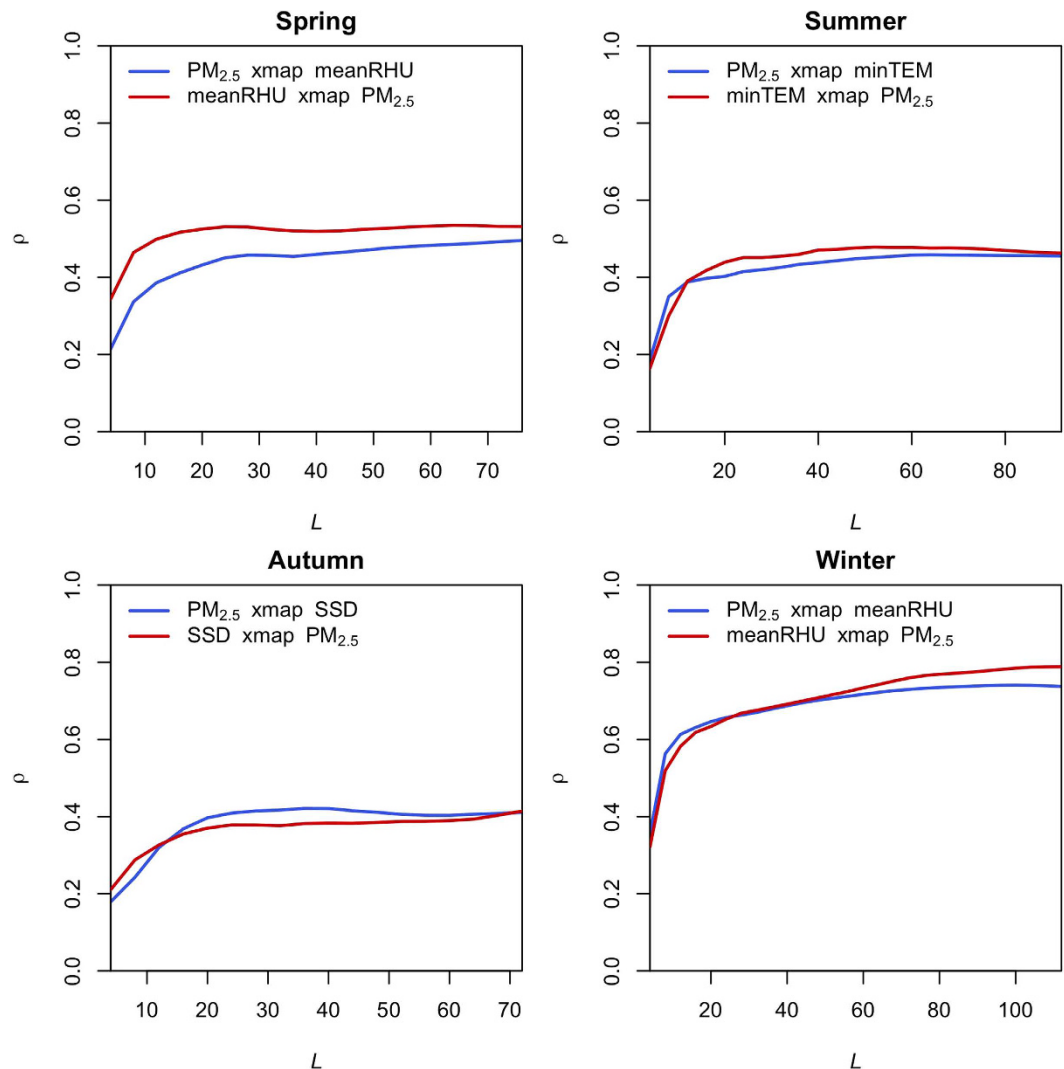 Spring
PM2.5 xmap meanRHU
meanRHU xmap PM2.5
1.0
0.8
0.6
0.4
0.2
0.0
ρ
10 20 30 40 50 60 70
L
Summer
PM2.5 xmap minTEM
minTEM xmap PM2.5
1.0
0.8
0.6
0.4
0.2
0.0
ρ
20 40 60 80
L
Autumn
PM2.5 xmap SSD
SSD xmap PM2.5
1.0
0.8
0.6
0.4
0.2
0.0
ρ
10 20 30 40 50 60 70
L
Winter
PM2.5 xmap meanRHU
meanRHU xmap PM2.5
1.0
0.8
0.6
0.4
0.2
0.0
ρ
20 40 60 80 100
L